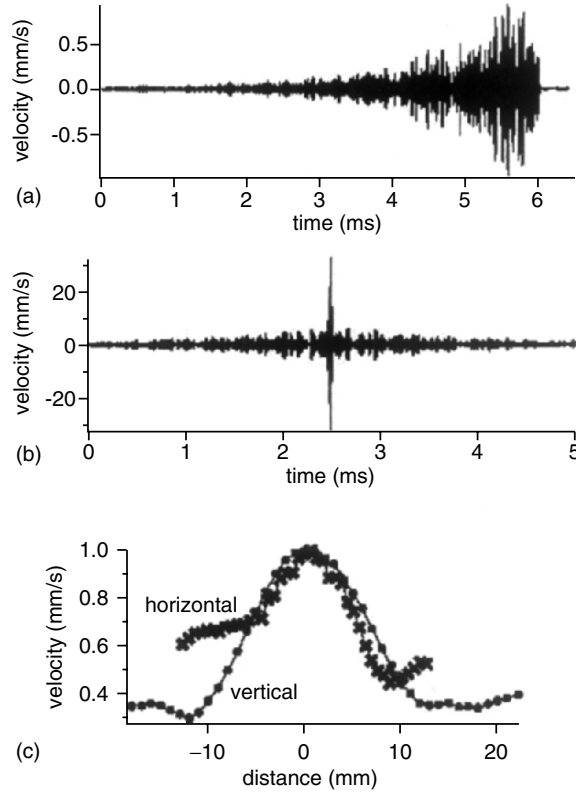 velocity (mm/s)
0.5
0.0
-0.5
0 1 2 3 4 5 6
(a)
time (ms)
velocity (mm/s)
20
0
-20
0 1 2 3 4 5
(b)
time (ms)
velocity (mm/s)
1.0
0.8
0.6
0.4
horizontal
vertical
−10 0 10 20
(c)
distance (mm)